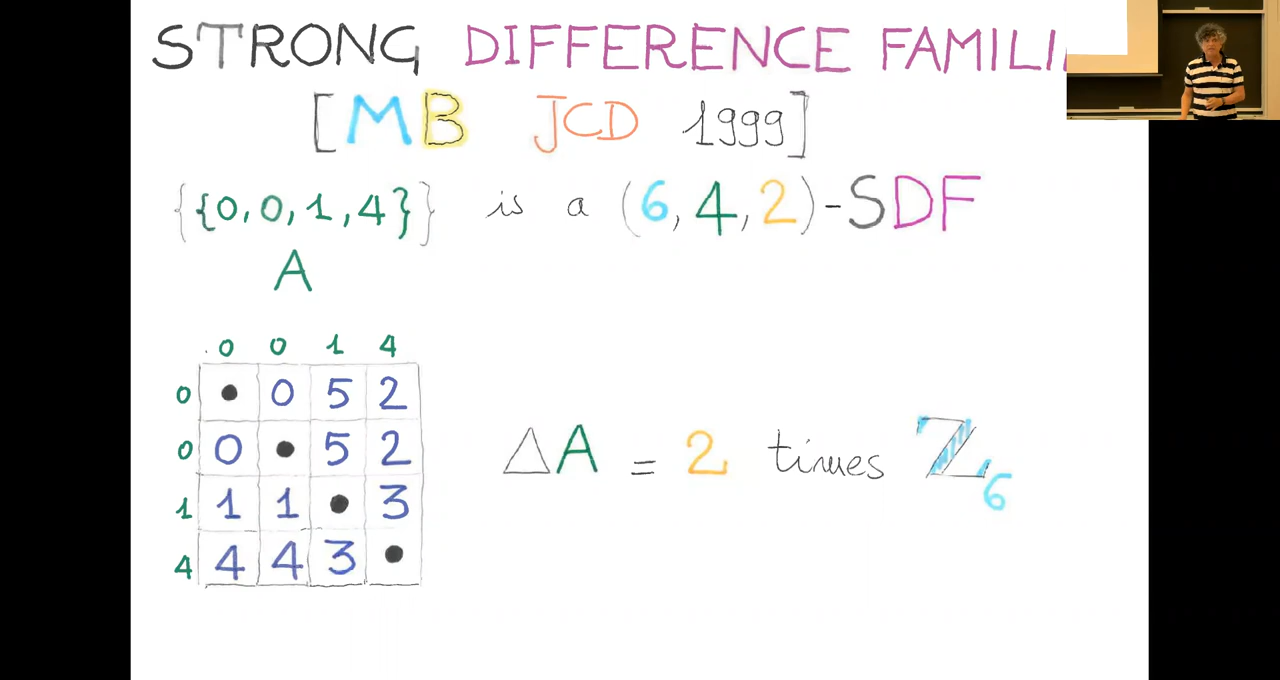 STRONG DIFFERENCE FAMILI
[MB JCD 1999]
{{0, 0, 1, 4}} is a (6, 4, 2)-SDF
A
0 0 1 4
0 • 0 5 2
0 0 • 5 2
1 1 1 • 3
4 4 4 3 •
ΔA = 2 times ℤ6